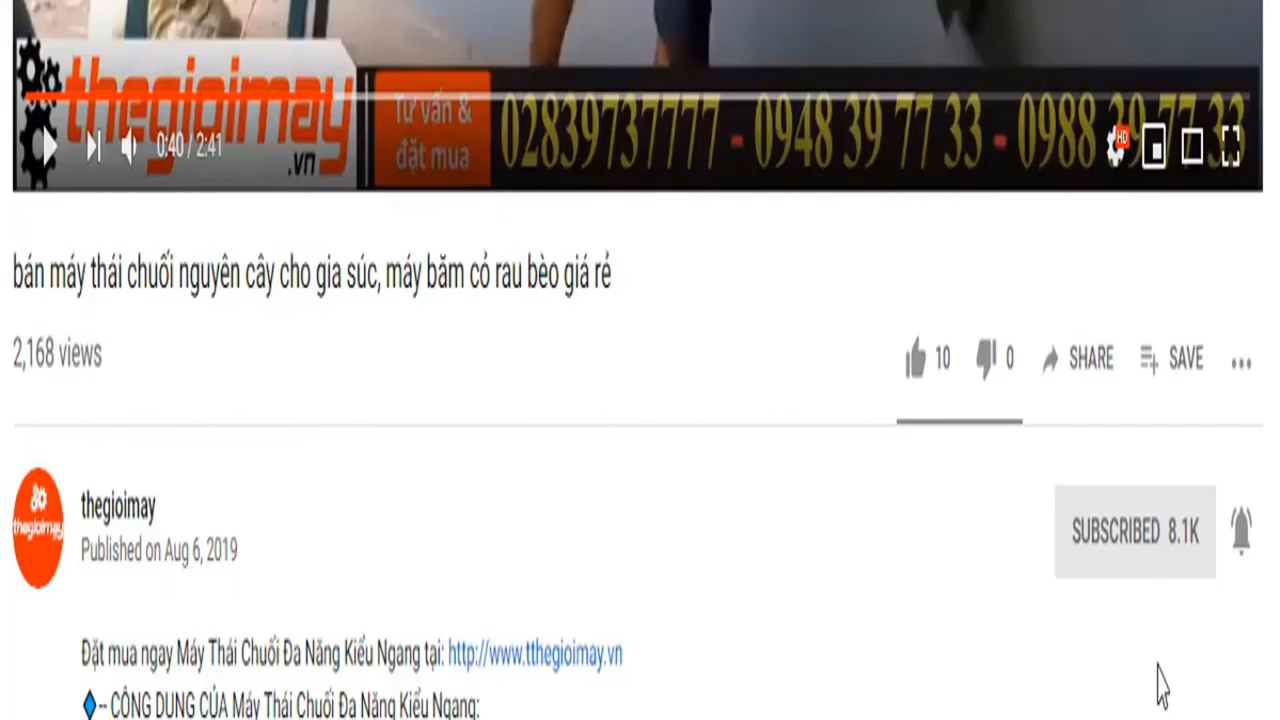 thegioimay
.vn
Tư vấn &
đặt mua
02839737777 - 0948 39 77 33 - 0988 39 77 33
HD
0:40 / 2:41
bán máy thái chuối nguyên cây cho gia súc, máy băm cỏ rau bèo giá rẻ
2,168 views
10
0
SHARE
SAVE
thegioimay
thegioimay
Published on Aug 6, 2019
SUBSCRIBED 8.1K
Đặt mua ngay Máy Thái Chuối Đa Năng Kiểu Ngang tại: http://www.tthegioimay.vn
-- CÔNG DỤNG CỦA Máy Thái Chuối Đa Năng Kiểu Ngang: